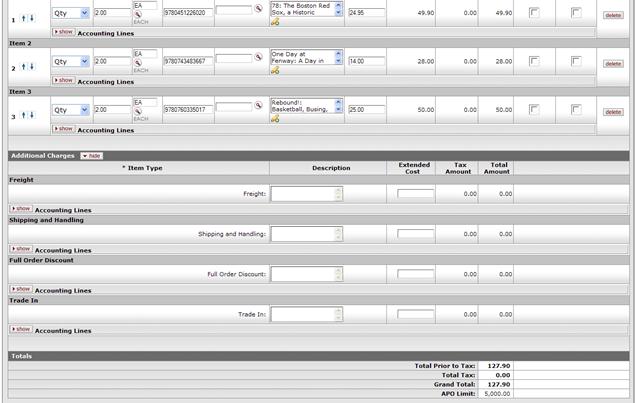 1 Qty 2.00 EA EACH 9780451226020 78: The Boston Red Sox, a Historic 24.95 49.90 0.00 49.90 delete
show Accounting Lines
Item 2
2 Qty 2.00 EA EACH 9780743483667 One Day at Fenway: A Day in 14.00 28.00 0.00 28.00 delete
show Accounting Lines
Item 3
3 Qty 2.00 EA EACH 9780760335017 Rebound!: Basketball, Busing, 25.00 50.00 0.00 50.00 delete
show Accounting Lines
Additional Charges hide
* Item Type Description Extended Cost Tax Amount Total Amount
Freight
Freight: 0.00 0.00
show Accounting Lines
Shipping and Handling
Shipping and Handling: 0.00 0.00
show Accounting Lines
Full Order Discount
Full Order Discount: 0.00 0.00
show Accounting Lines
Trade In
Trade In: 0.00 0.00
show Accounting Lines
Totals
Total Prior to Tax: 127.90
Total Tax: 0.00
Grand Total: 127.90
APO Limit: 5,000.00